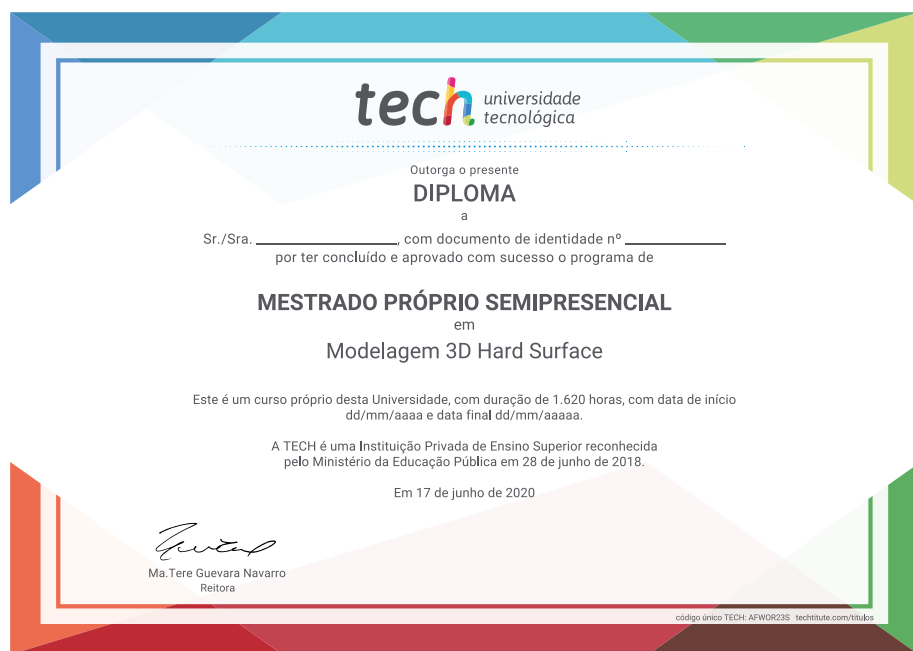 tech universidade
tecnológica
Outorga o presente
DIPLOMA
a
Sr./Sra. ____________________, com documento de identidade nº ______________
por ter concluído e aprovado com sucesso o programa de
MESTRADO PRÓPRIO SEMIPRESENCIAL
em
Modelagem 3D Hard Surface
Este é um curso próprio desta Universidade, com duração de 1.620 horas, com data de início
dd/mm/aaaa e data final dd/mm/aaaaa.
A TECH é uma Instituição Privada de Ensino Superior reconhecida
pelo Ministério da Educação Pública em 28 de junho de 2018.
Em 17 de junho de 2020
Ma.Tere Guevara Navarro
Reitora
código único TECH: AFWOR23S techtitute.com/titulos